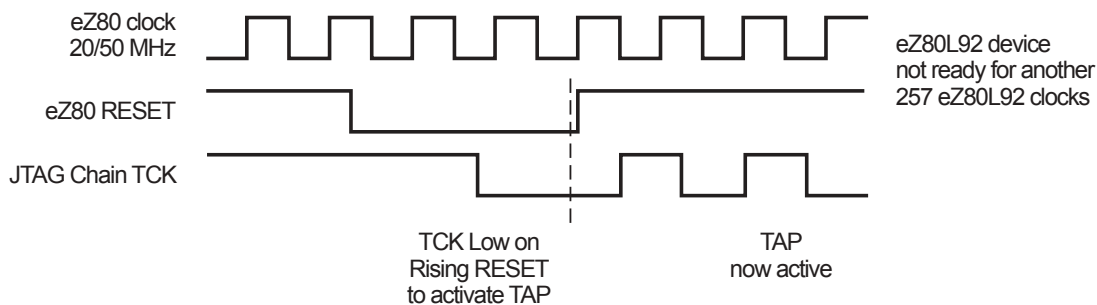 eZ80 clock
20/50 MHz
eZ80L92 device
not ready for another
257 eZ80L92 clocks
eZ80 RESET
JTAG Chain TCK
TCK Low on
Rising RESET
to activate TAP
TAP
now active